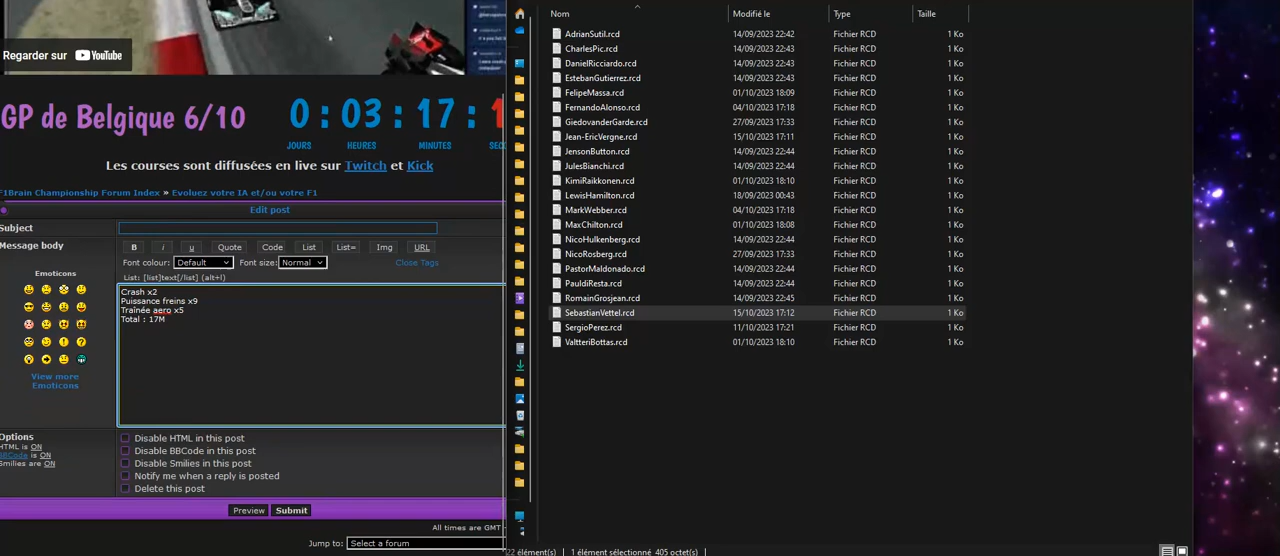 Regarder sur YouTube
GP de Belgique 6/10
0 : 03 : 17 : 1
JOURS HEURES MINUTES SEC
Les courses sont diffusées en live sur Twitch et Kick
F1Brain Championship Forum Index » Evoluez votre IA et/ou votre F1
Edit post
Subject
Message body
B i u Quote Code List List= Img URL
Font colour: Default Font size: Normal Close Tags
List: [list]text[/list] (alt+l)
Emoticons
View more
Emoticons
Crash x2
Puissance freins x9
Traînée aero x5
Total : 17M
Options
HTML is ON
BBCode is ON
Smilies are ON
Disable HTML in this post
Disable BBCode in this post
Disable Smilies in this post
Notify me when a reply is posted
Delete this post
Preview Submit
All times are GMT
Jump to: Select a forum
Nom Modifié le Type Taille
AdrianSutil.rcd 14/09/2023 22:42 Fichier RCD 1 Ko
CharlesPic.rcd 14/09/2023 22:43 Fichier RCD 1 Ko
DanielRicciardo.rcd 14/09/2023 22:43 Fichier RCD 1 Ko
EstebanGutierrez.rcd 14/09/2023 22:43 Fichier RCD 1 Ko
FelipeMassa.rcd 01/10/2023 18:09 Fichier RCD 1 Ko
FernandoAlonso.rcd 04/10/2023 17:18 Fichier RCD 1 Ko
GiedovanderGarde.rcd 27/09/2023 17:33 Fichier RCD 1 Ko
Jean-EricVergne.rcd 15/10/2023 17:11 Fichier RCD 1 Ko
JensonButton.rcd 14/09/2023 22:44 Fichier RCD 1 Ko
JulesBianchi.rcd 14/09/2023 22:44 Fichier RCD 1 Ko
KimiRaikkonen.rcd 01/10/2023 18:10 Fichier RCD 1 Ko
LewisHamilton.rcd 18/09/2023 00:43 Fichier RCD 1 Ko
MarkWebber.rcd 04/10/2023 17:18 Fichier RCD 1 Ko
MaxChilton.rcd 01/10/2023 18:08 Fichier RCD 1 Ko
NicoHulkenberg.rcd 14/09/2023 22:44 Fichier RCD 1 Ko
NicoRosberg.rcd 27/09/2023 17:33 Fichier RCD 1 Ko
PastorMaldonado.rcd 14/09/2023 22:44 Fichier RCD 1 Ko
PauldiResta.rcd 14/09/2023 22:44 Fichier RCD 1 Ko
RomainGrosjean.rcd 14/09/2023 22:45 Fichier RCD 1 Ko
SebastianVettel.rcd 15/10/2023 17:12 Fichier RCD 1 Ko
SergioPerez.rcd 11/10/2023 17:21 Fichier RCD 1 Ko
ValtteriBottas.rcd 01/10/2023 18:10 Fichier RCD 1 Ko
22 élément(s) 1 élément sélectionné 405 octet(s)